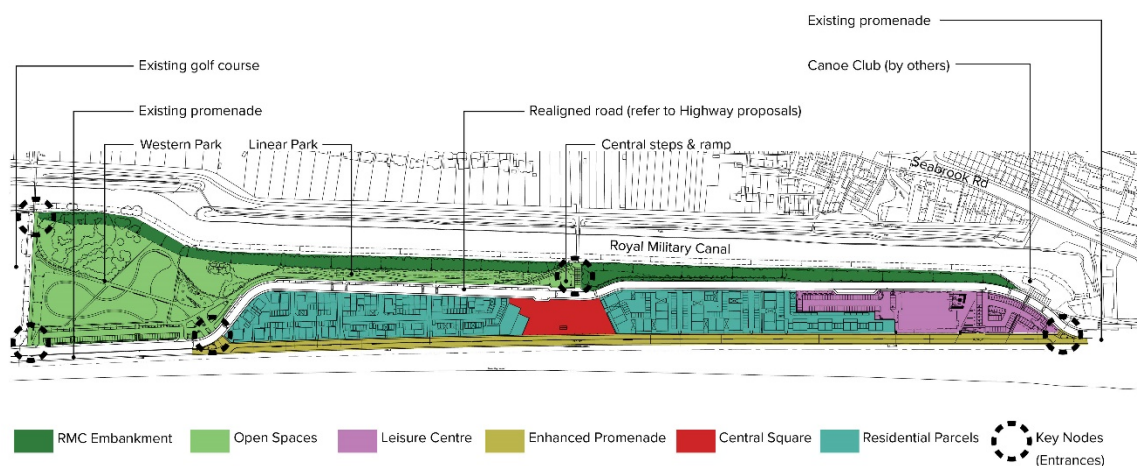 Existing promenade
Existing golf course
Canoe Club (by others)
Existing promenade
Realigned road (refer to Highway proposals)
Western Park
Linear Park
Central steps & ramp
Seabrook Rd
Royal Military Canal
RMC Embankment
Open Spaces
Leisure Centre
Enhanced Promenade
Central Square
Residential Parcels
Key Nodes
(Entrances)